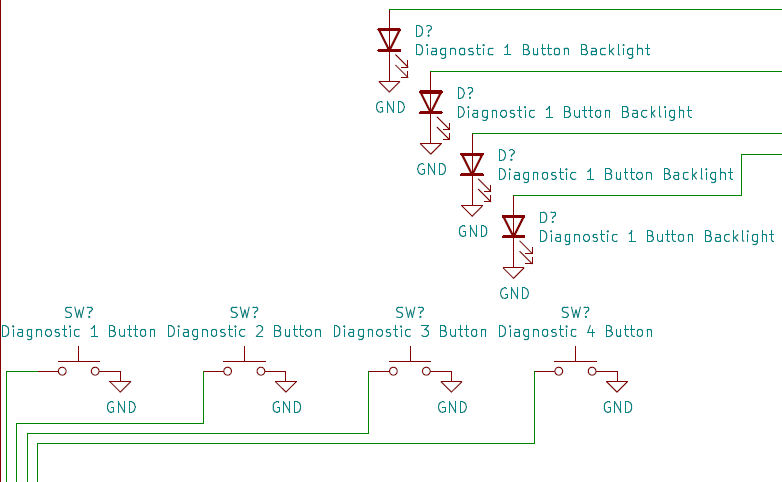 D?
Diagnostic 1 Button Backlight
GND
D?
Diagnostic 1 Button Backlight
GND
D?
Diagnostic 1 Button Backlight
GND
D?
Diagnostic 1 Button Backlight
GND
SW?
Diagnostic 1 Button
GND
SW?
Diagnostic 2 Button
GND
SW?
Diagnostic 3 Button
GND
SW?
Diagnostic 4 Button
GND